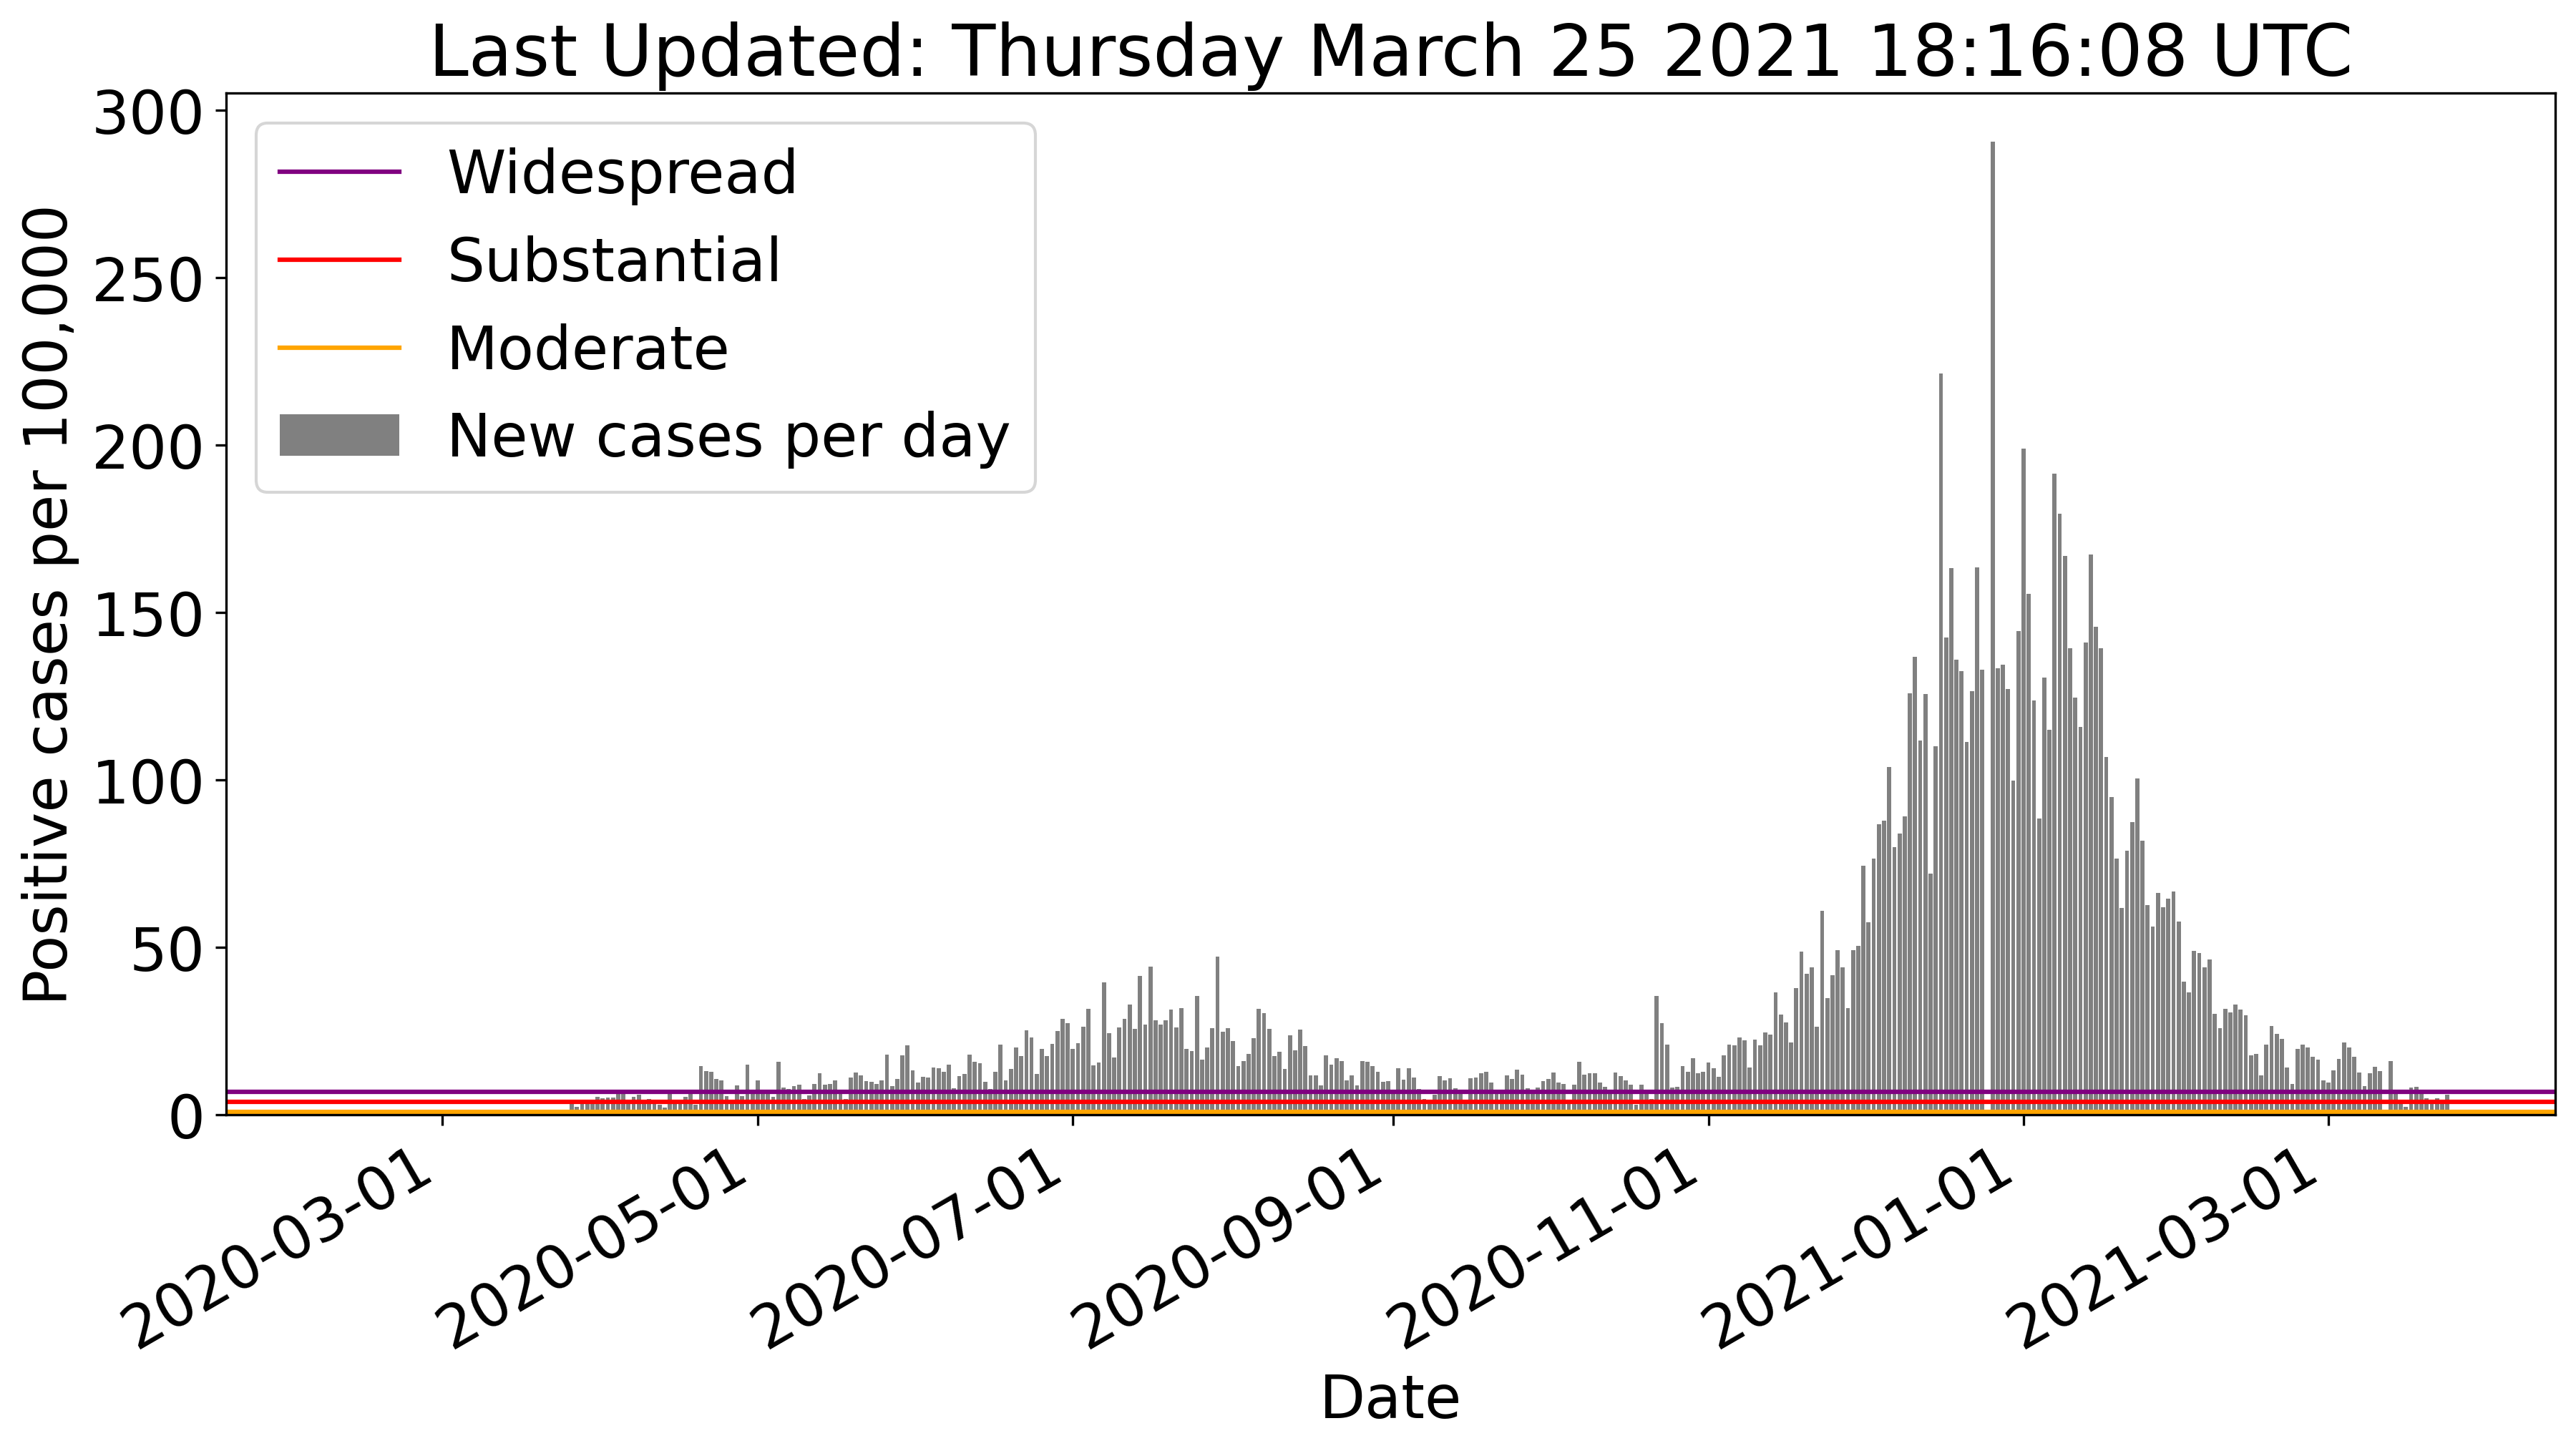 Last Updated: Thursday March 25 2021 18:16:08 UTC
300
250
200
150
100
50
0
Positive cases per 100,000
Widespread
Substantial
Moderate
New cases per day
2020-03-01
2020-05-01
2020-07-01
2020-09-01
2020-11-01
2021-01-01
2021-03-01
Date